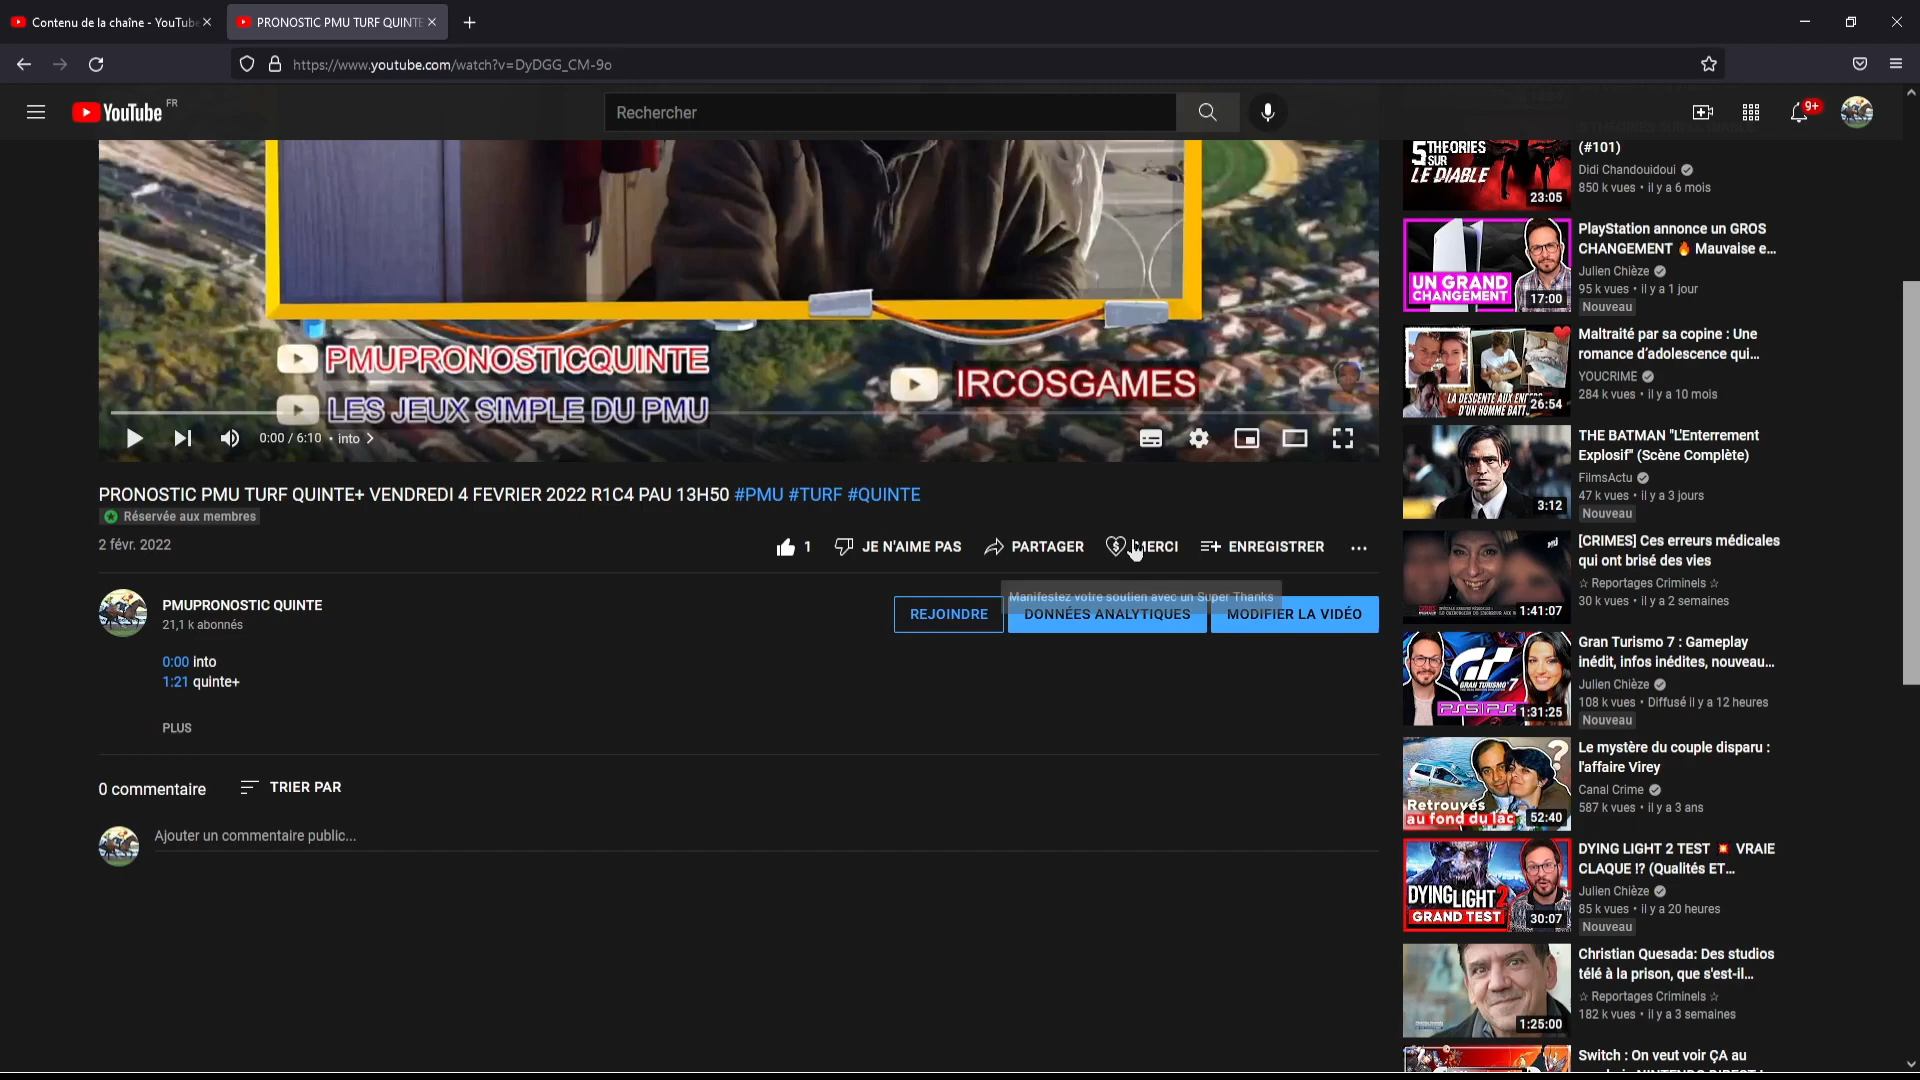 Contenu de la chaîne - YouTube
PRONOSTIC PMU TURF QUINTE
https://www.youtube.com/watch?v=DyDGG_CM-9o
YouTube FR
Rechercher
9+
PMUPRONOSTICQUINTE
LES JEUX SIMPLE DU PMU
IRCOSGAMES
0:00 / 6:10 • into
PRONOSTIC PMU TURF QUINTE+ VENDREDI 4 FEVRIER 2022 R1C4 PAU 13H50 #PMU #TURF #QUINTE
Réservée aux membres
2 févr. 2022
1 JE N'AIME PAS PARTAGER MERCI ENREGISTRER ...
Manifestez votre soutien avec un Super Thanks
PMUPRONOSTIC QUINTE
21,1 k abonnés
REJOINDRE DONNÉES ANALYTIQUES MODIFIER LA VIDÉO
0:00 into
1:21 quinte+
PLUS
0 commentaire TRIER PAR
Ajouter un commentaire public...
5 THEORIES
SUR
LE DIABLE
23:05
(#101)
Didi Chandouidoui
850 k vues • il y a 6 mois
UN GRAND
CHANGEMENT
17:00
PlayStation annonce un GROS
CHANGEMENT 🔥 Mauvaise e...
Julien Chièze
95 k vues • il y a 1 jour
Nouveau
LA DESCENTE AUX
D'UN HOMME
26:54
Maltraité par sa copine : Une
romance d'adolescence qui...
YOUCRIME
284 k vues • il y a 10 mois
3:12
THE BATMAN "L'Enterrement
Explosif" (Scène Complète)
FilmsActu
47 k vues • il y a 3 jours
Nouveau
1:41:07
[CRIMES] Ces erreurs médicales
qui ont brisé des vies
☆ Reportages Criminels ☆
30 k vues • il y a 2 semaines
GRAN TURISMO 7
PS5|PS4
1:31:25
Gran Turismo 7 : Gameplay
inédit, infos inédites, nouveau...
Julien Chièze
108 k vues • Diffusé il y a 12 heures
Nouveau
?
Retrouvés
au fond du lac
52:40
Le mystère du couple disparu :
l'affaire Virey
Canal Crime
587 k vues • il y a 3 ans
DYING LIGHT 2
GRAND TEST
30:07
DYING LIGHT 2 TEST 💥 VRAIE
CLAQUE !? (Qualités ET...
Julien Chièze
85 k vues • il y a 20 heures
Nouveau
1:25:00
Christian Quesada: Des studios
télé à la prison, que s'est-il...
☆ Reportages Criminels ☆
182 k vues • il y a 3 semaines
Switch : On veut voir ÇA au